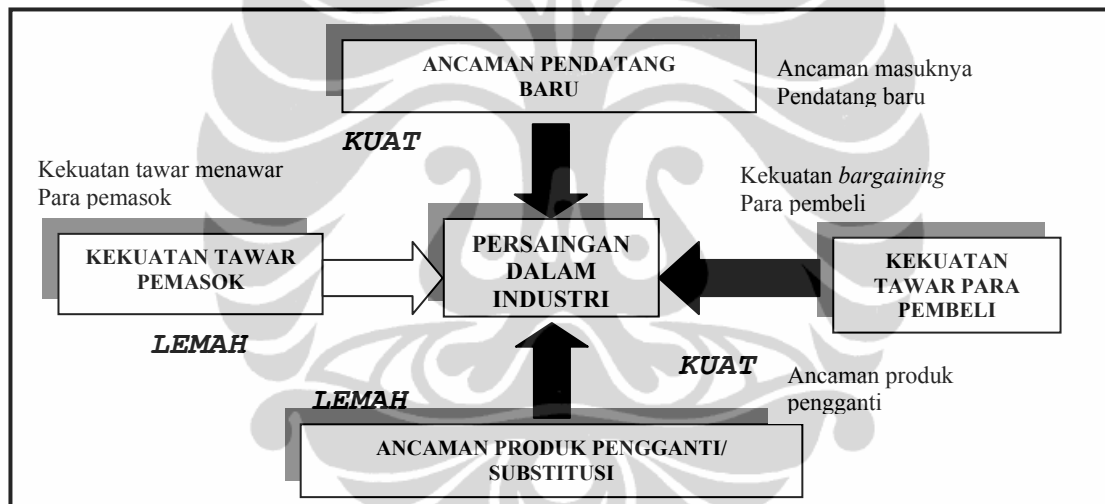 ANCAMAN PENDATANG
BARU
Ancaman masuknya
Pendatang baru
KUAT
Kekuatan tawar menawar
Para pemasok
Kekuatan bargaining
Para pembeli
KEKUATAN TAWAR
PEMASOK
PERSAINGAN
DALAM
INDUSTRI
KEKUATAN
TAWAR PARA
PEMBELI
LEMAH
KUAT
Ancaman produk
pengganti
LEMAH
ANCAMAN PRODUK PENGGANTI/
SUBSTITUSI